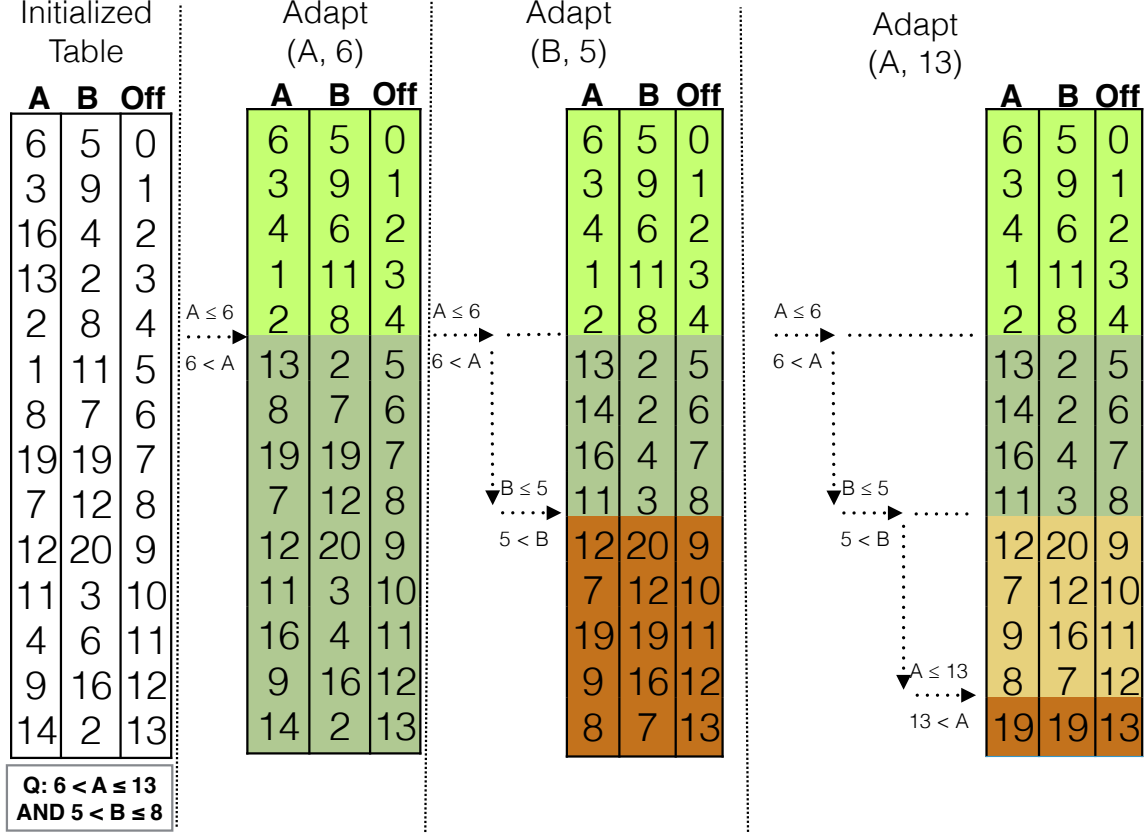 Initialized
Table
A B Off
6 5 0
3 9 1
16 4 2
13 2 3
2 8 4
1 11 5
8 7 6
19 19 7
7 12 8
12 20 9
11 3 10
4 6 11
9 16 12
14 2 13
Q: 6 < A ≤ 13
AND 5 < B ≤ 8
Adapt
(A, 6)
A ≤ 6
6 < A
A B Off
6 5 0
3 9 1
4 6 2
1 11 3
2 8 4
13 2 5
8 7 6
19 19 7
7 12 8
12 20 9
11 3 10
16 4 11
9 16 12
14 2 13
Adapt
(B, 5)
A ≤ 6
6 < A
B ≤ 5
5 < B
A B Off
6 5 0
3 9 1
4 6 2
1 11 3
2 8 4
13 2 5
14 2 6
16 4 7
11 3 8
12 20 9
7 12 10
19 19 11
9 16 12
8 7 13
Adapt
(A, 13)
A ≤ 6
6 < A
B ≤ 5
5 < B
A ≤ 13
13 < A
A B Off
6 5 0
3 9 1
4 6 2
1 11 3
2 8 4
13 2 5
14 2 6
16 4 7
11 3 8
12 20 9
7 12 10
9 16 11
8 7 12
19 19 13